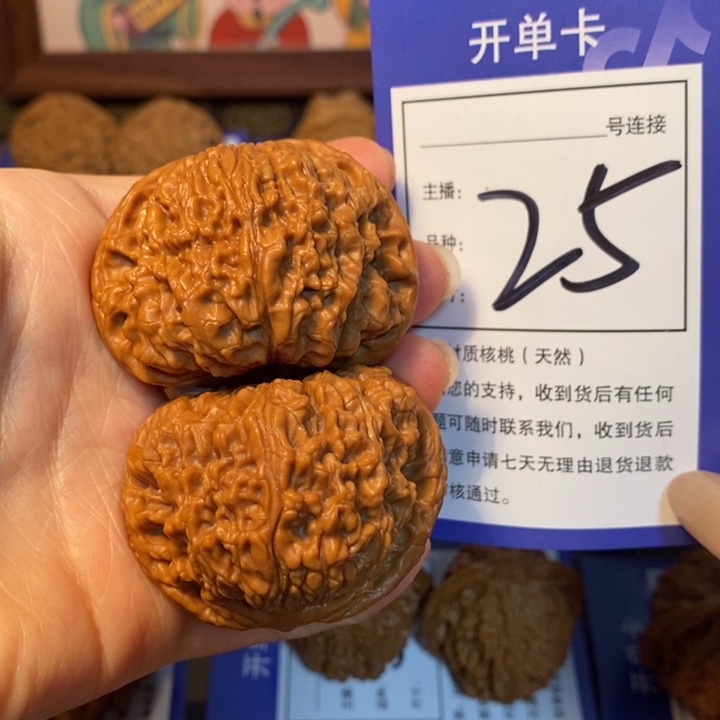 开单卡
号连接
主播：
25
品种：
材质核桃（天然）
您的支持，收到货后有任何
题可随时联系我们，收到货后
意申请七天无理由退货退款
核通过。